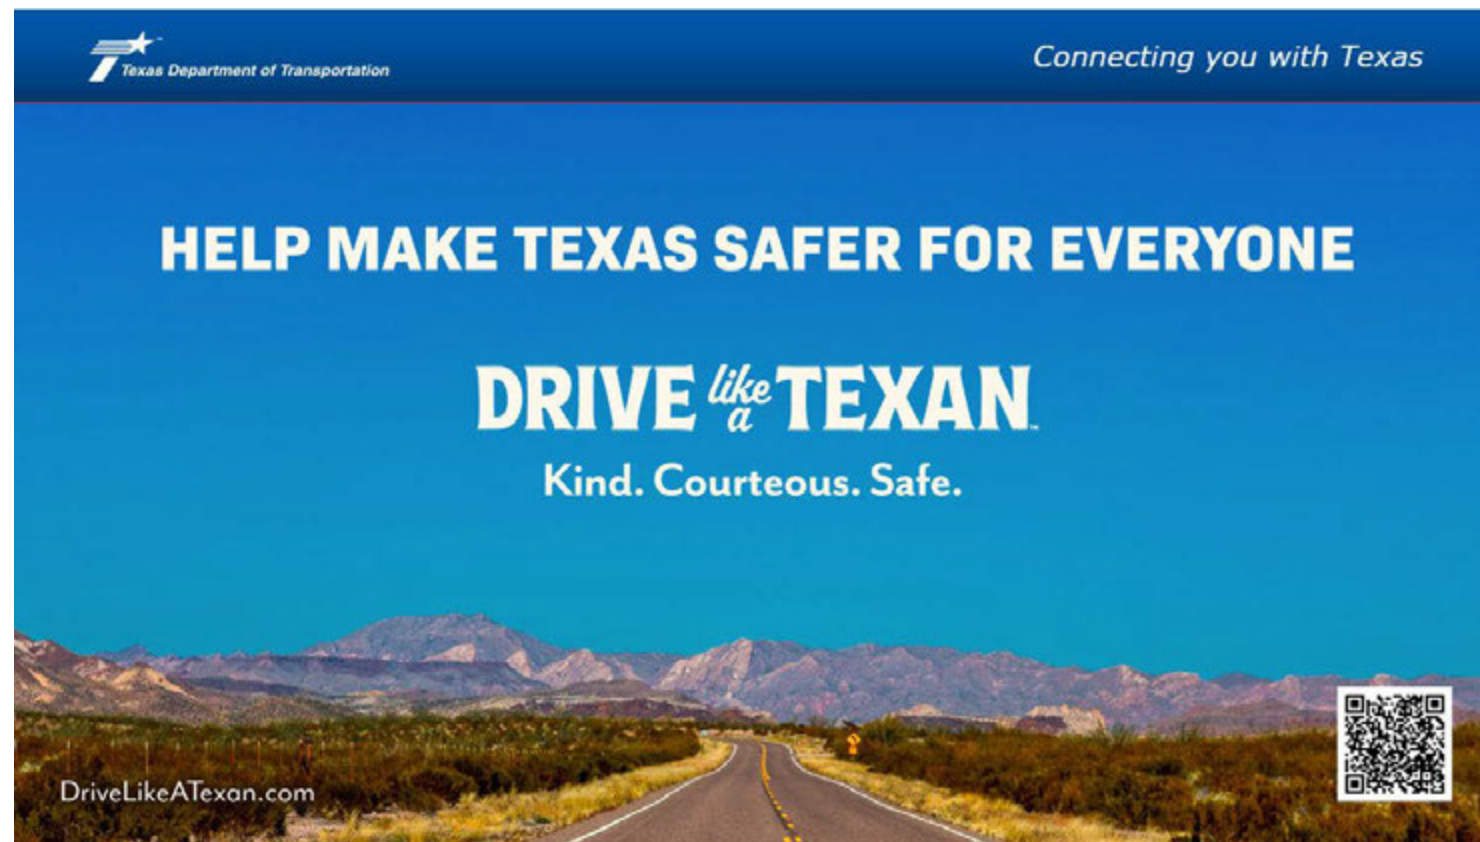 Texas Department of Transportation
Connecting you with Texas
HELP MAKE TEXAS SAFER FOR EVERYONE
DRIVE like a TEXAN™
Kind. Courteous. Safe.
DriveLikeATexan.com